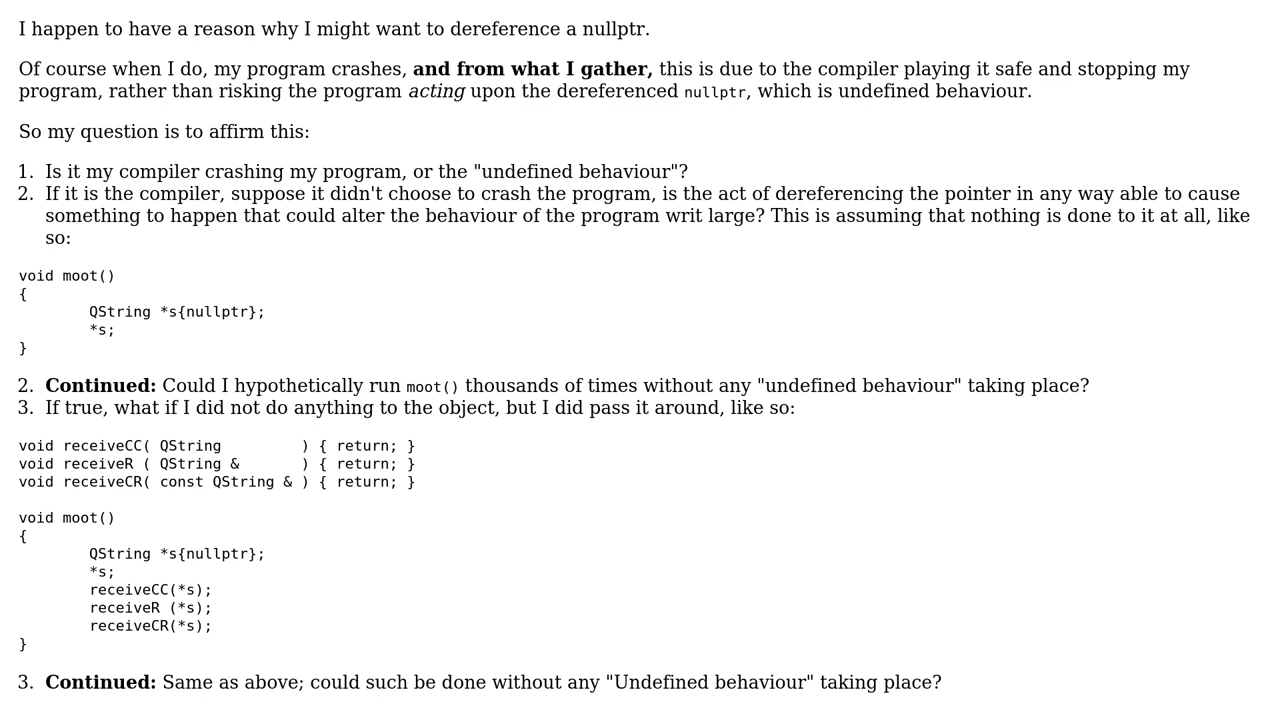 I happen to have a reason why I might want to dereference a nullptr.
Of course when I do, my program crashes, and from what I gather, this is due to the compiler playing it safe and stopping my
program, rather than risking the program acting upon the dereferenced nullptr, which is undefined behaviour.
So my question is to affirm this:
1. Is it my compiler crashing my program, or the "undefined behaviour"?
2. If it is the compiler, suppose it didn't choose to crash the program, is the act of dereferencing the pointer in any way able to cause
something to happen that could alter the behaviour of the program writ large? This is assuming that nothing is done to it at all, like
so:
void moot()
{
        QString *s{nullptr};
        *s;
}
2. Continued: Could I hypothetically run moot() thousands of times without any "undefined behaviour" taking place?
3. If true, what if I did not do anything to the object, but I did pass it around, like so:
void receiveCC( QString         ) { return; }
void receiveR ( QString &       ) { return; }
void receiveCR( const QString & ) { return; }
void moot()
{
        QString *s{nullptr};
        *s;
        receiveCC(*s);
        receiveR (*s);
        receiveCR(*s);
}
3. Continued: Same as above; could such be done without any "Undefined behaviour" taking place?